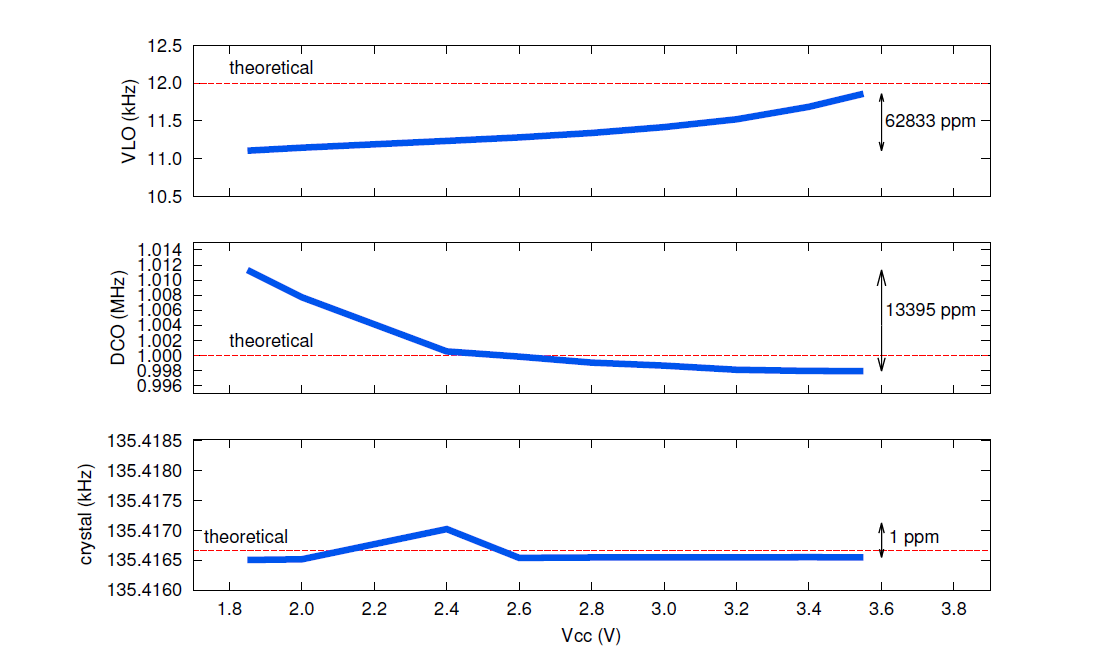 12.5
theoretical
12.0
11.5
62833 ppm
11.0
10.5
VLO (kHz)
1.014
1.012
1.010
1.008
13395 ppm
1.006
1.004
theoretical
1.002
1.000
0.998
0.996
DCO (MHz)
135.4185
135.4180
135.4175
135.4170
theoretical
1 ppm
135.4165
135.4160
crystal (kHz)
1.8 2.0 2.2 2.4 2.6 2.8 3.0 3.2 3.4 3.6 3.8
Vcc (V)